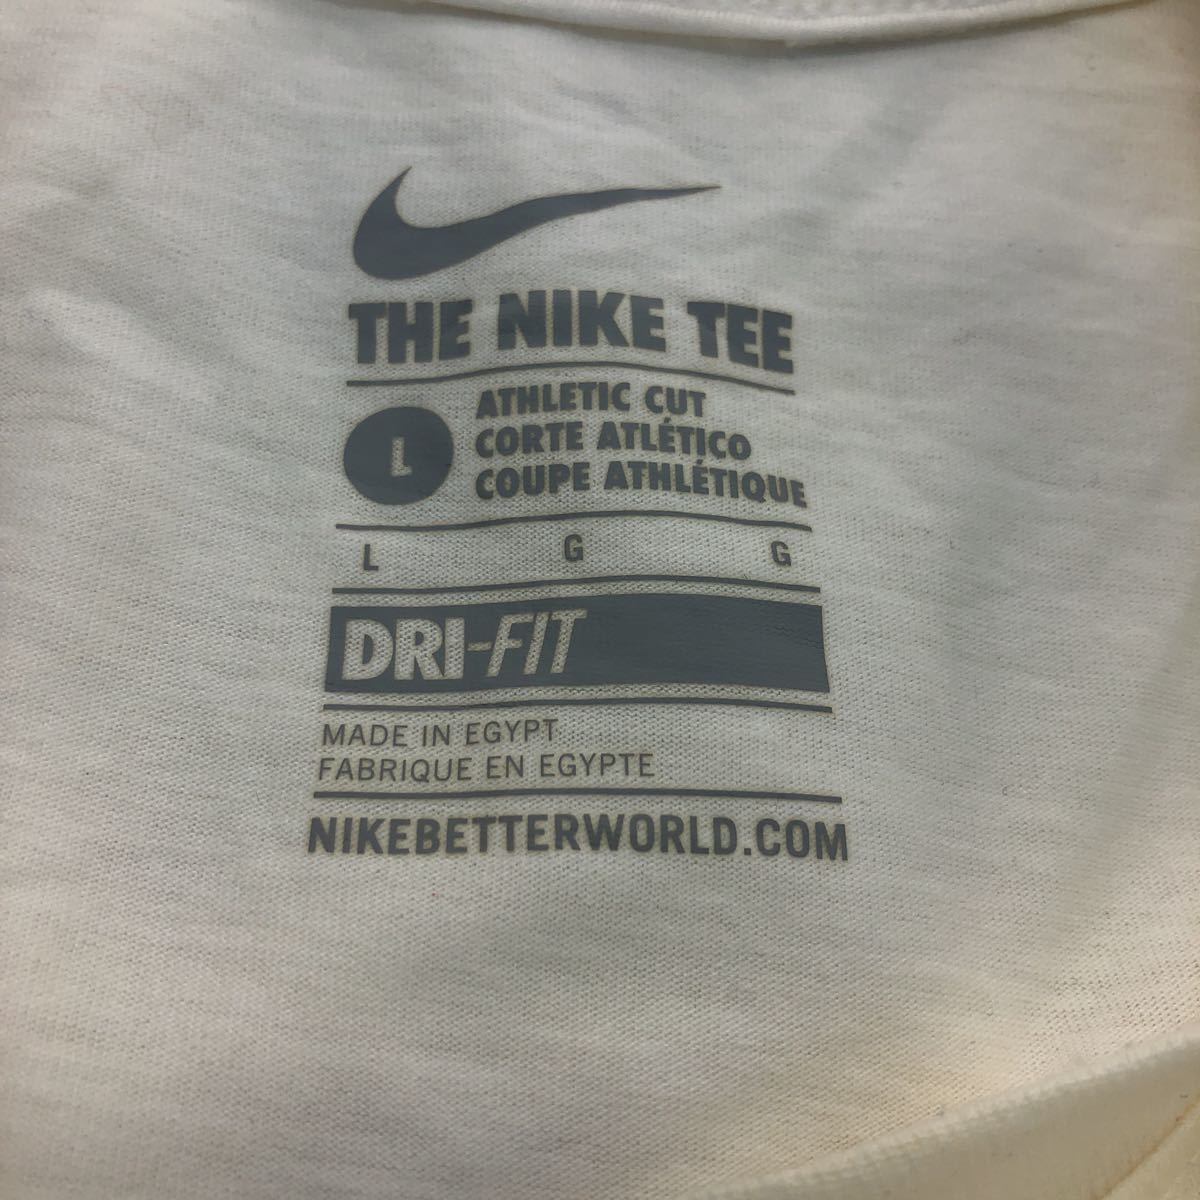 THE NIKE TEE
L
ATHLETIC CUT
CORTE ATLÉTICO
COUPE ATHLÉTIQUE
L G G
DRI-FIT
MADE IN EGYPT
FABRIQUE EN EGYPTE
NIKEBETTERWORLD.COM